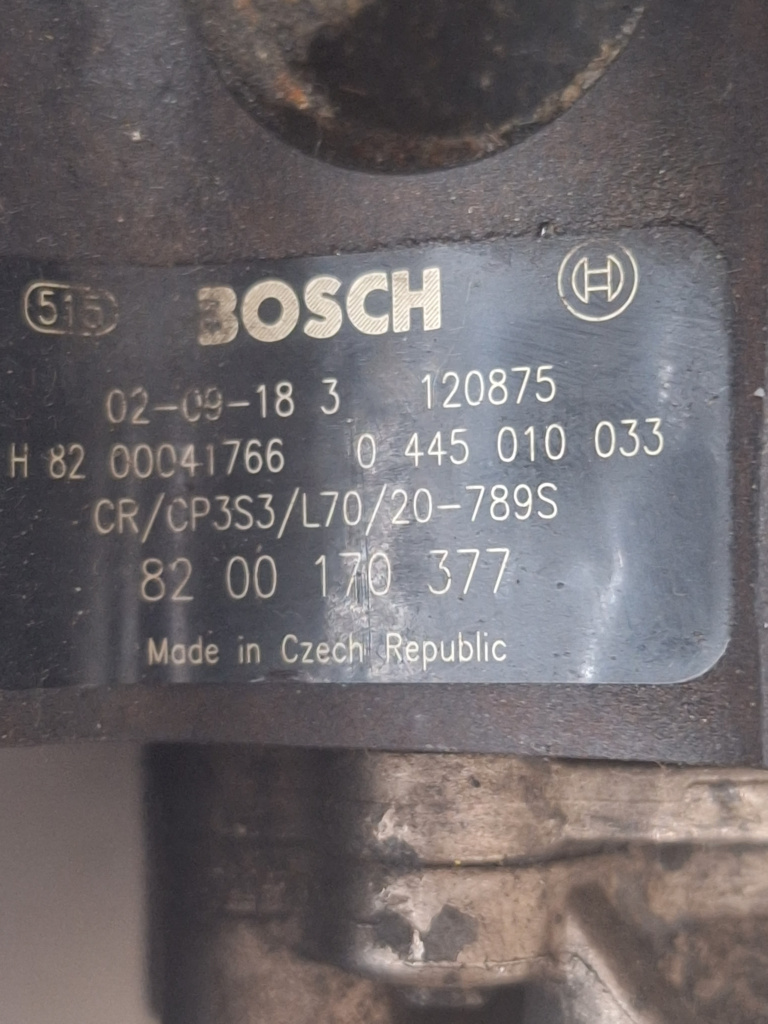 515 BOSCH
02-09-18 3 120875
H 82 00041766 0 445 010 033
CR/CP3S3/L70/20-789S
82 00 170 377
Made in Czech Republic